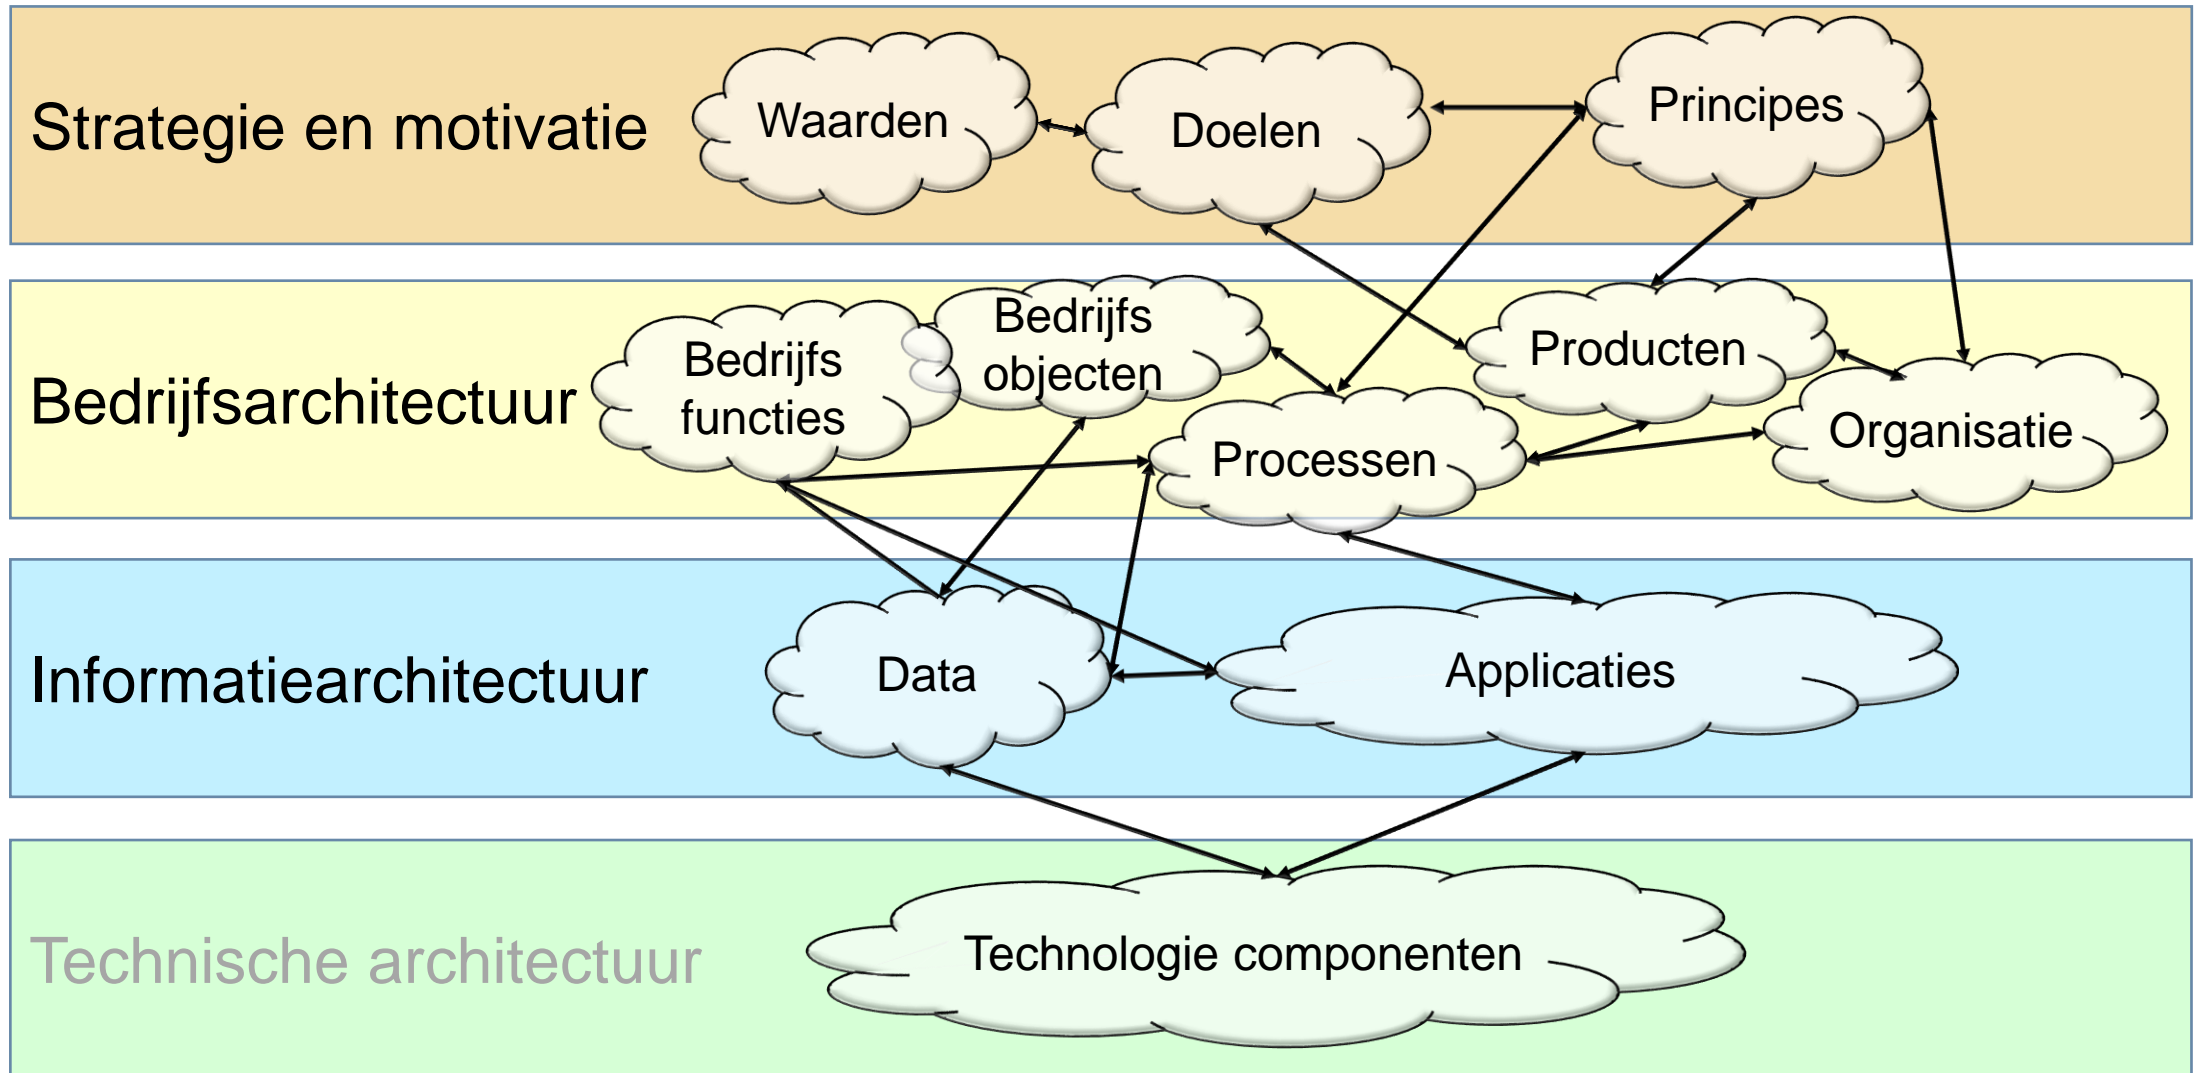 Strategie en motivatie
Waarden
Doelen
Principes
Bedrijfsarchitectuur
Bedrijfs
functies
Bedrijfs
objecten
Processen
Producten
Organisatie
Informatiearchitectuur
Data
Applicaties
Technische architectuur
Technologie componenten